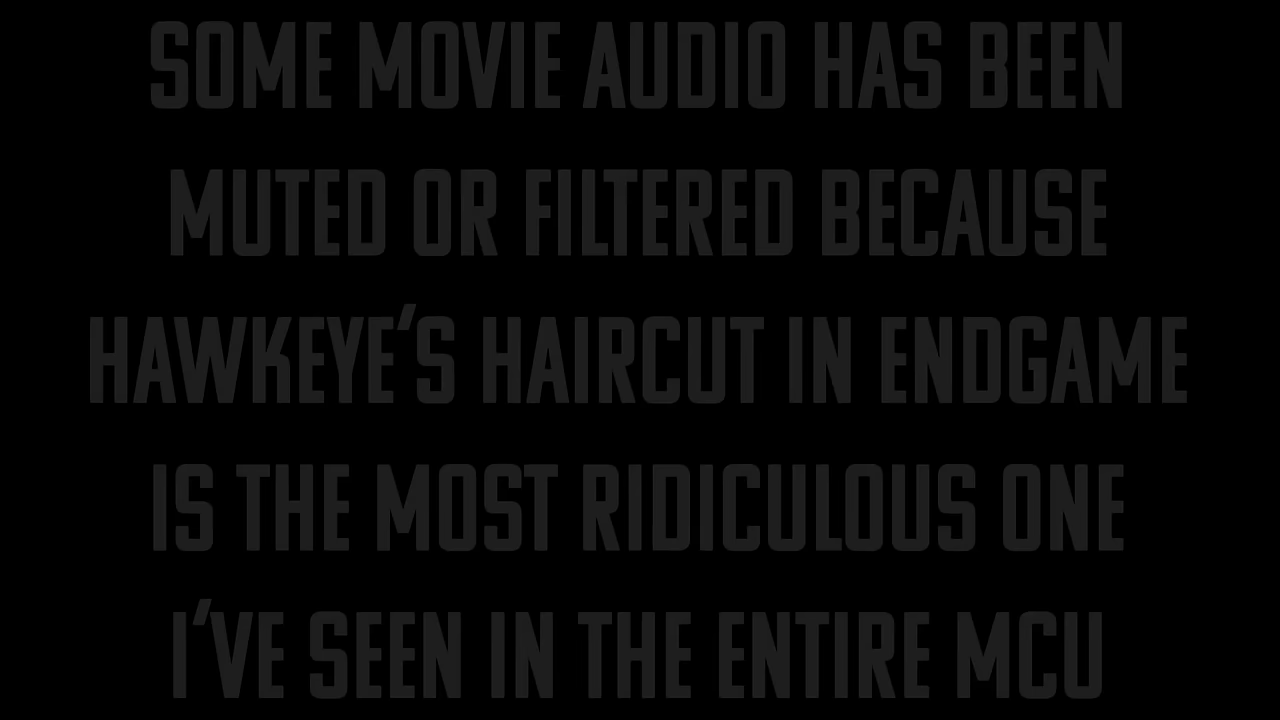 SOME MOVIE AUDIO HAS BEEN
MUTED OR FILTERED BECAUSE
HAWKEYE'S HAIRCUT IN ENDGAME
IS THE MOST RIDICULOUS ONE
I'VE SEEN IN THE ENTIRE MCU